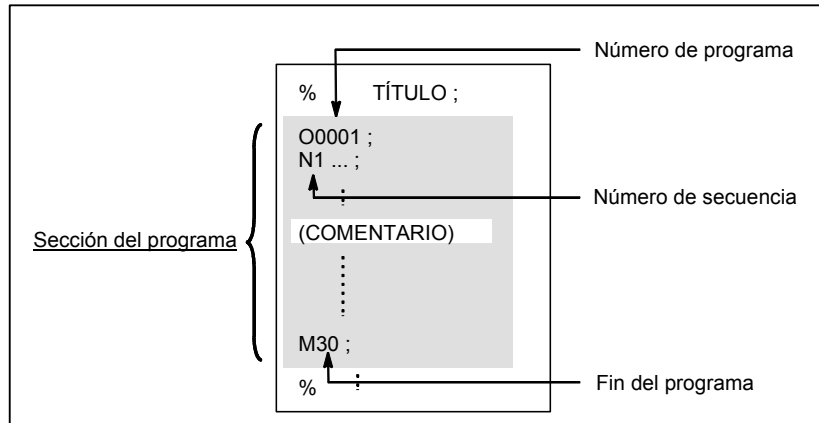 Número de programa
% TÍTULO ;
O0001 ;
N1 ... ;
Número de secuencia
Sección del programa
(COMENTARIO)
M30 ;
%
Fin del programa